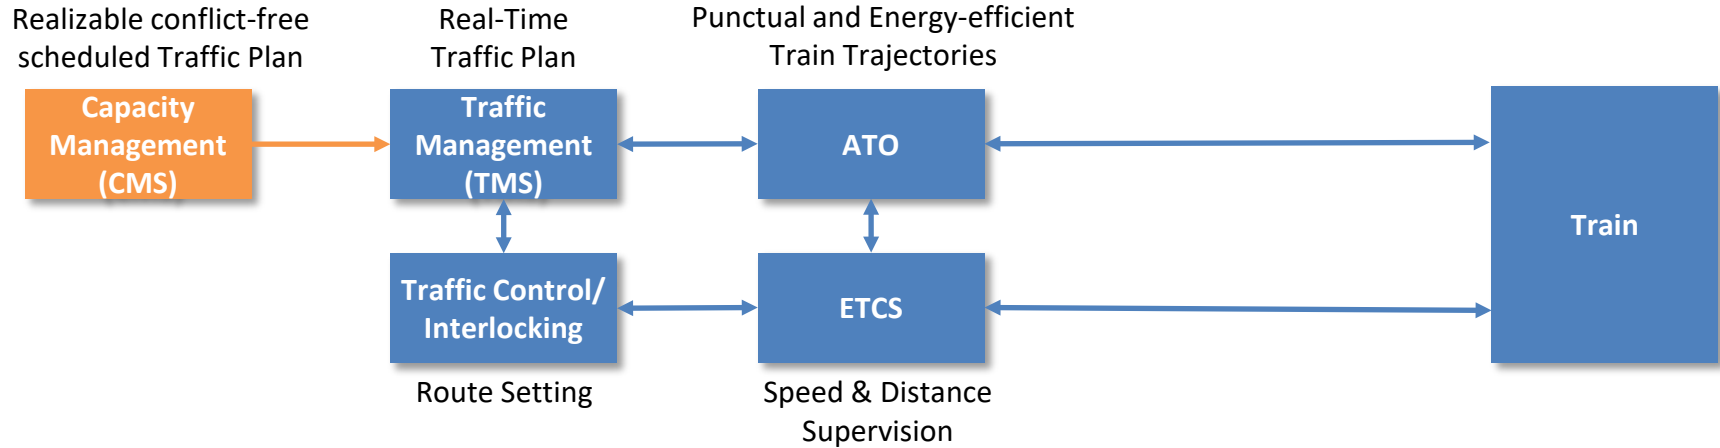 Realizable conflict-free
scheduled Traffic Plan
Real-Time
Traffic Plan
Punctual and Energy-efficient
Train Trajectories
Capacity
Management
(CMS)
Traffic
Management
(TMS)
ATO
Train
Traffic Control/
Interlocking
ETCS
Route Setting
Speed & Distance
Supervision